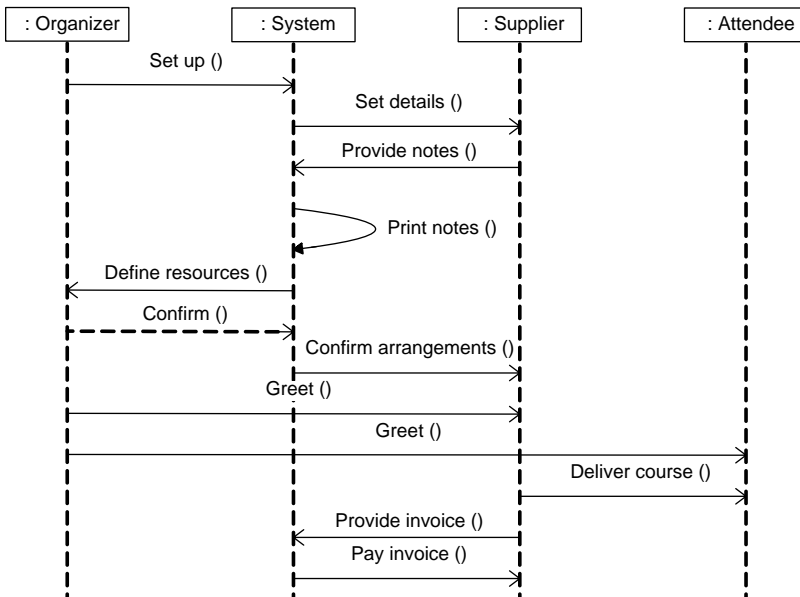 : Organizer
: System
: Supplier
: Attendee
Set up ()
Set details ()
Provide notes ()
Print notes ()
Define resources ()
Confirm ()
Confirm arrangements ()
Greet ()
Greet ()
Deliver course ()
Provide invoice ()
Pay invoice ()